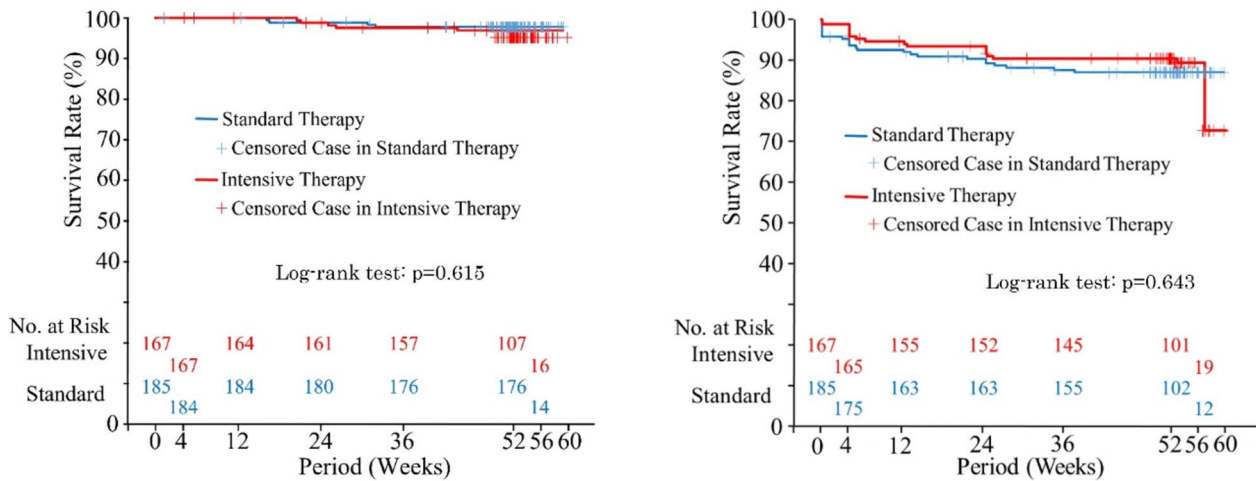 100
90
80
70
60
50
40
0
Survival Rate (%)
Standard Therapy
Censored Case in Standard Therapy
Intensive Therapy
Censored Case in Intensive Therapy
Log-rank test: p=0.615
No. at Risk
Intensive 167 164 161 157 107
167 16
Standard 185 184 180 176 176
184 14
0 4 12 24 36 52 56 60
Period (Weeks)
100
90
80
70
60
50
40
0
Survival Rate (%)
Standard Therapy
Censored Case in Standard Therapy
Intensive Therapy
Censored Case in Intensive Therapy
Log-rank test: p=0.643
No. at Risk
Intensive 167 155 152 145 101
165 19
Standard 185 163 163 155 102
175 12
0 4 12 24 36 52 56 60
Period (Weeks)